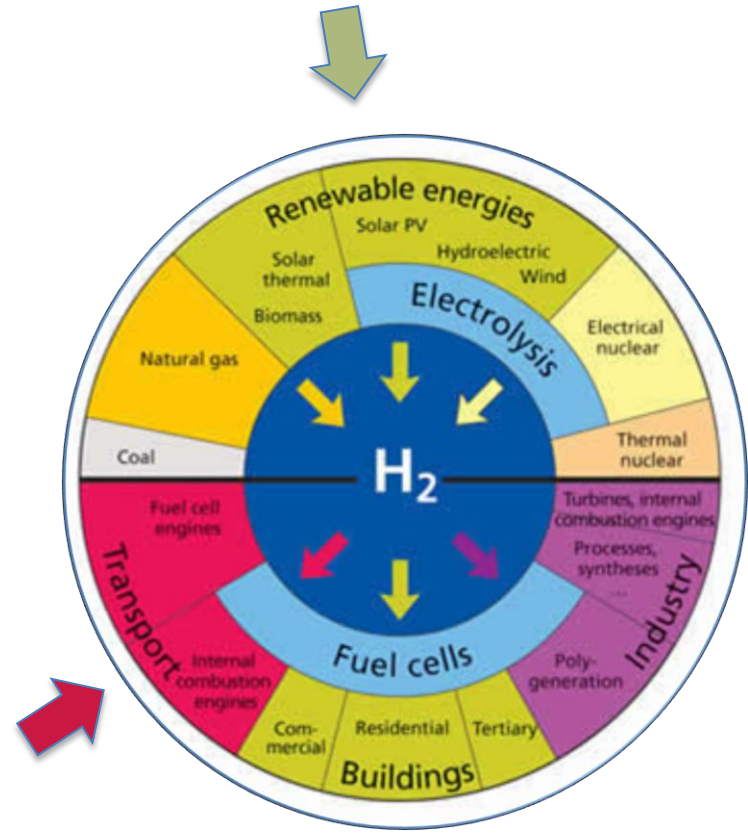 Renewable energies
Solar PV
Hydroelectric
Wind
Solar
thermal
Biomass
Electrolysis
Electrical
nuclear
Natural gas
Thermal
nuclear
Coal
H2
Fuel cell
engines
Turbines, internal
combustion engines
Processes,
syntheses
...
Transport
Industry
Internal
combustion
engines
Fuel cells
Poly-
generation
Com-
mercial
Residential
Tertiary
Buildings